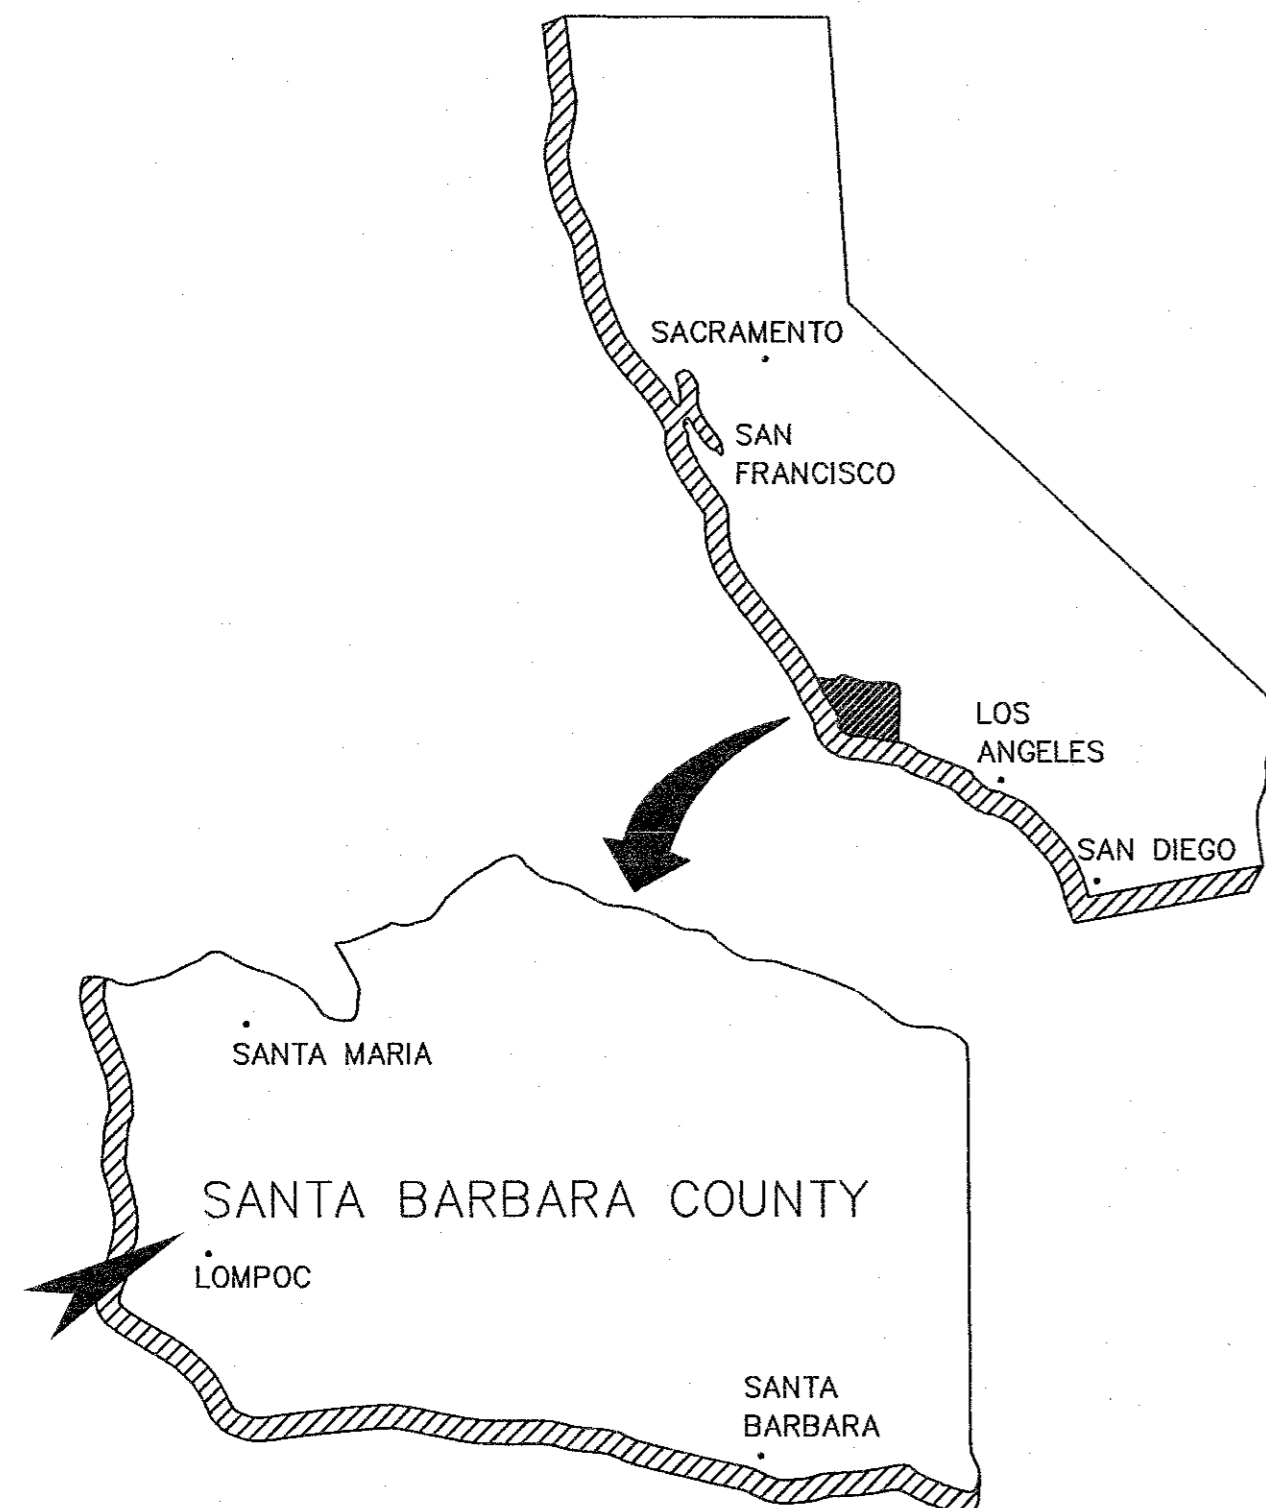 SACRAMENTO
SAN
FRANCISCO
LOS
ANGELES
SAN DIEGO
SANTA MARIA
SANTA BARBARA COUNTY
LOMPOC
SANTA
BARBARA